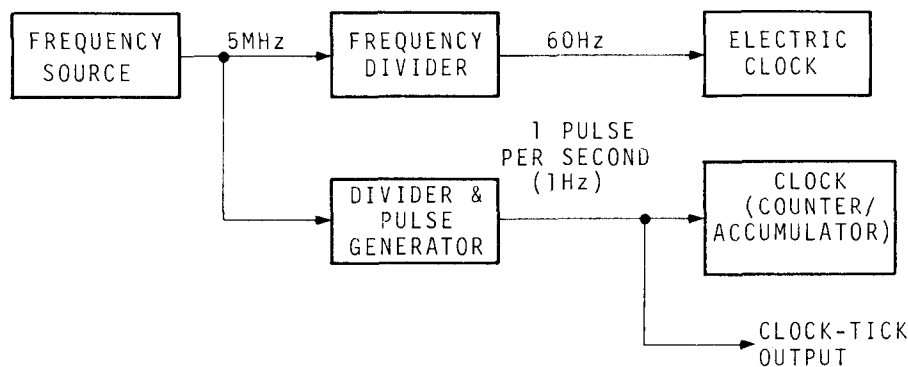 FREQUENCY
SOURCE
5MHz
FREQUENCY
DIVIDER
60Hz
ELECTRIC
CLOCK
1 PULSE
PER SECOND
(1Hz)
DIVIDER &
PULSE
GENERATOR
CLOCK
(COUNTER/
ACCUMULATOR)
CLOCK-TICK
OUTPUT